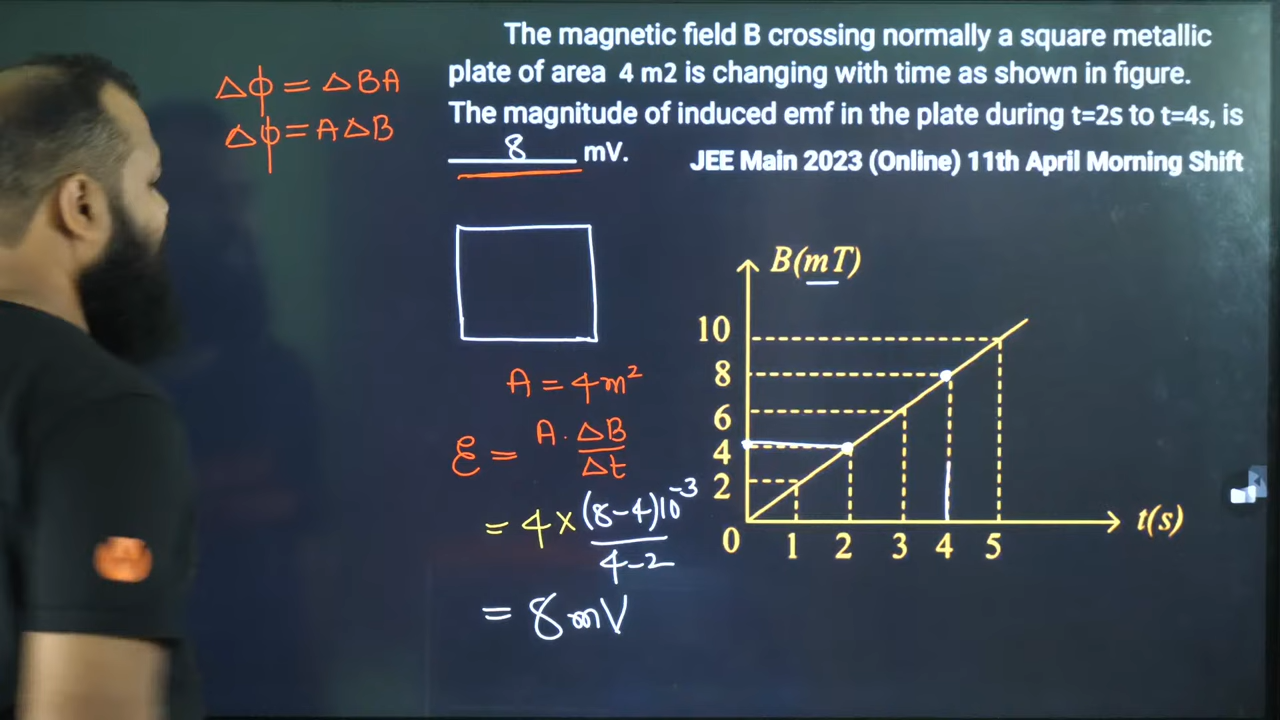 The magnetic field B crossing normally a square metallic
plate of area 4 m2 is changing with time as shown in figure.
The magnitude of induced emf in the plate during t=2s to t=4s, is
8 mV.
JEE Main 2023 (Online) 11th April Morning Shift
Δϕ = ΔBA
Δϕ = AΔB
A = 4m²
ℰ = A · ΔB / Δt
= 4 × (8-4)10⁻³ / 4-2
= 8mV
B(mT)
10
8
6
4
2
0
1 2 3 4 5
t(s)